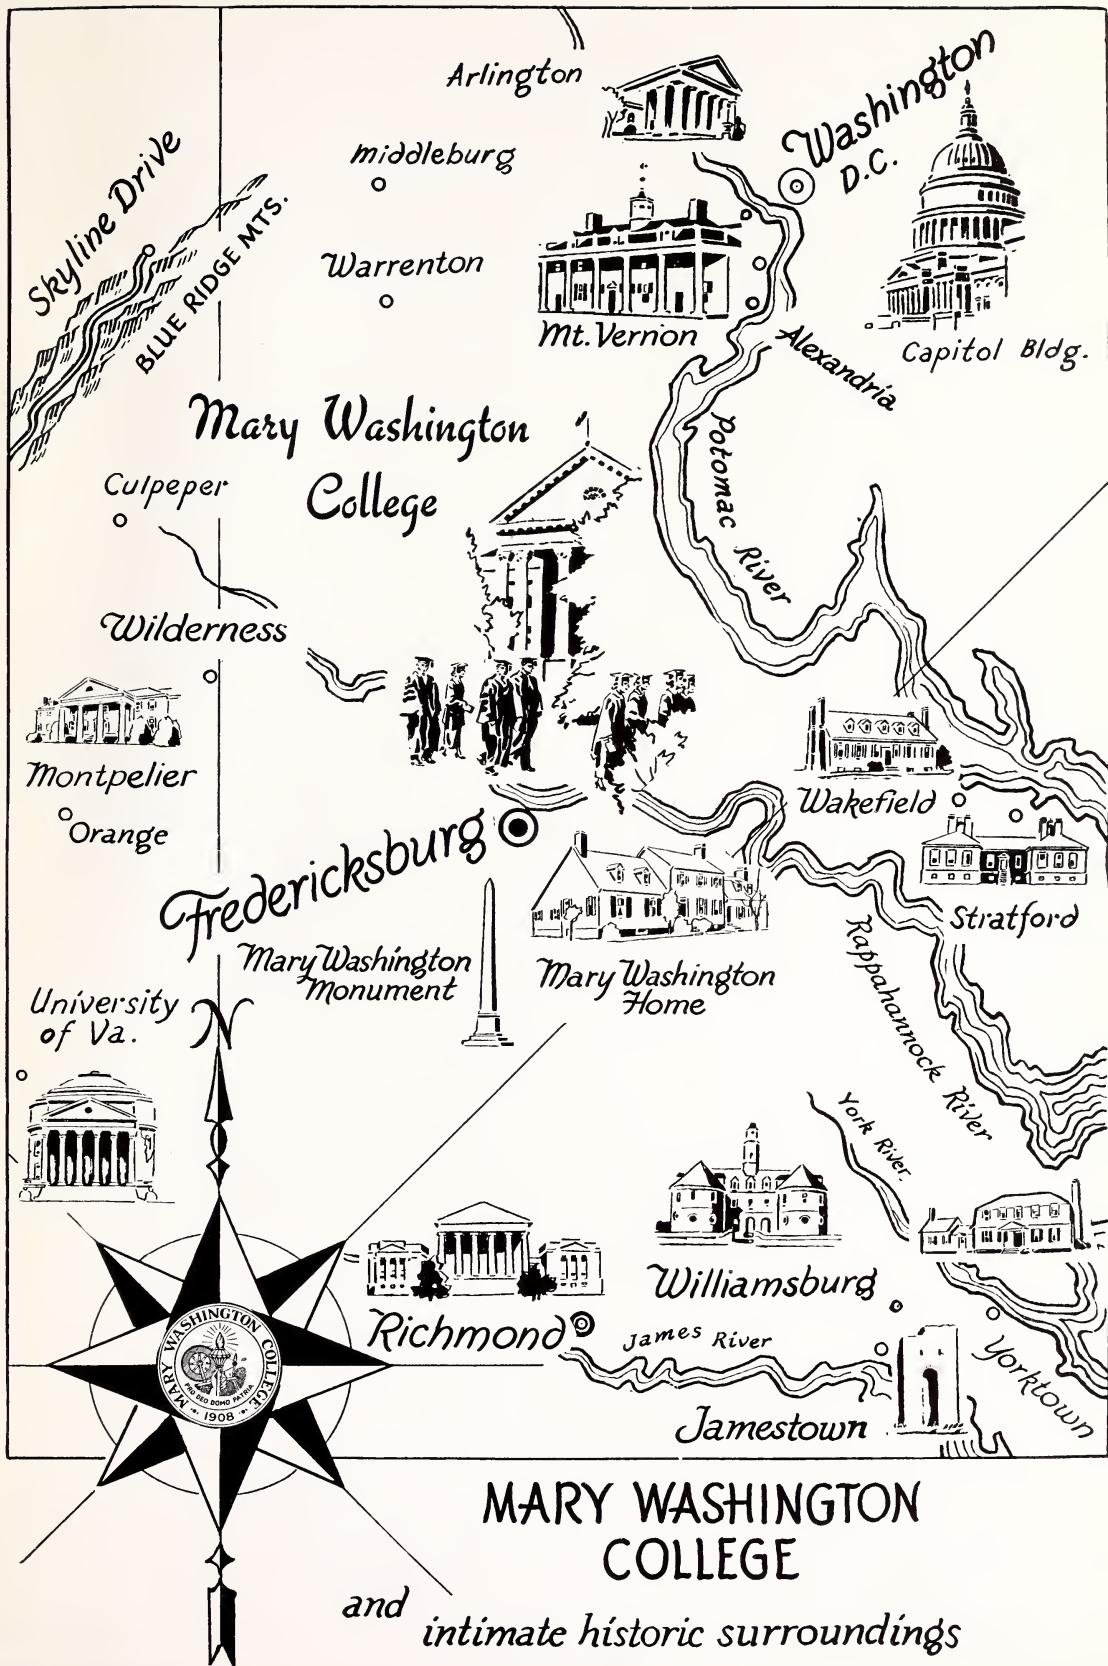 Arlington
Washington
D.C.
Middleburg
Skyline Drive
BLUE RIDGE MTS.
Warrenton
Mt. Vernon
Alexandria
Capitol Bldg.
Mary Washington
College
Potomac River
Culpeper
Wilderness
Montpelier
Orange
Wakefield
Fredericksburg
Stratford
Mary Washington
Monument
Mary Washington
Home
Rappahannock River
University
of Va.
N
York River.
Williamsburg
Richmond
James River
Yorktown
Jamestown
MARY WASHINGTON COLLEGE
PRO DEO DOMO PATRIA
1908
MARY WASHINGTON
COLLEGE
and
intimate historic surroundings